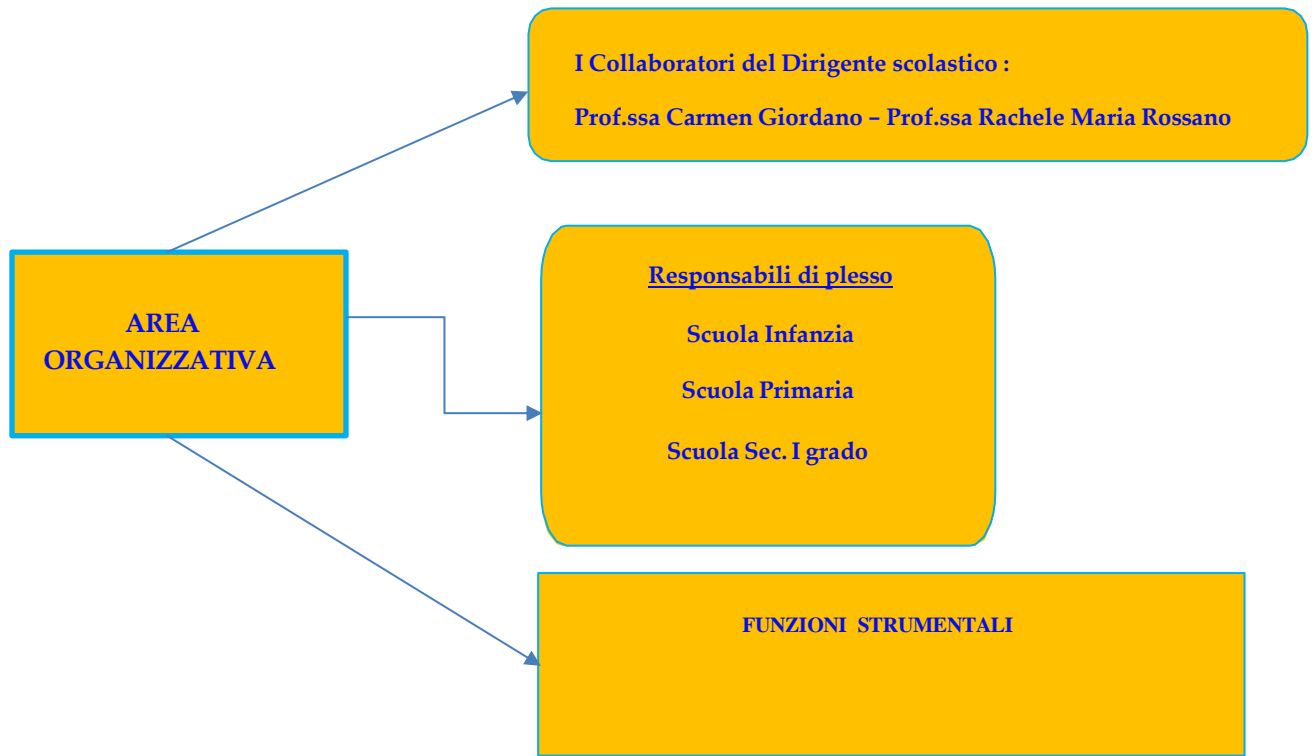 I Collaboratori del Dirigente scolastico :
Prof.ssa Carmen Giordano – Prof.ssa Rachele Maria Rossano
AREA
ORGANIZZATIVA
Responsabili di plesso
Scuola Infanzia
Scuola Primaria
Scuola Sec. I grado
FUNZIONI STRUMENTALI